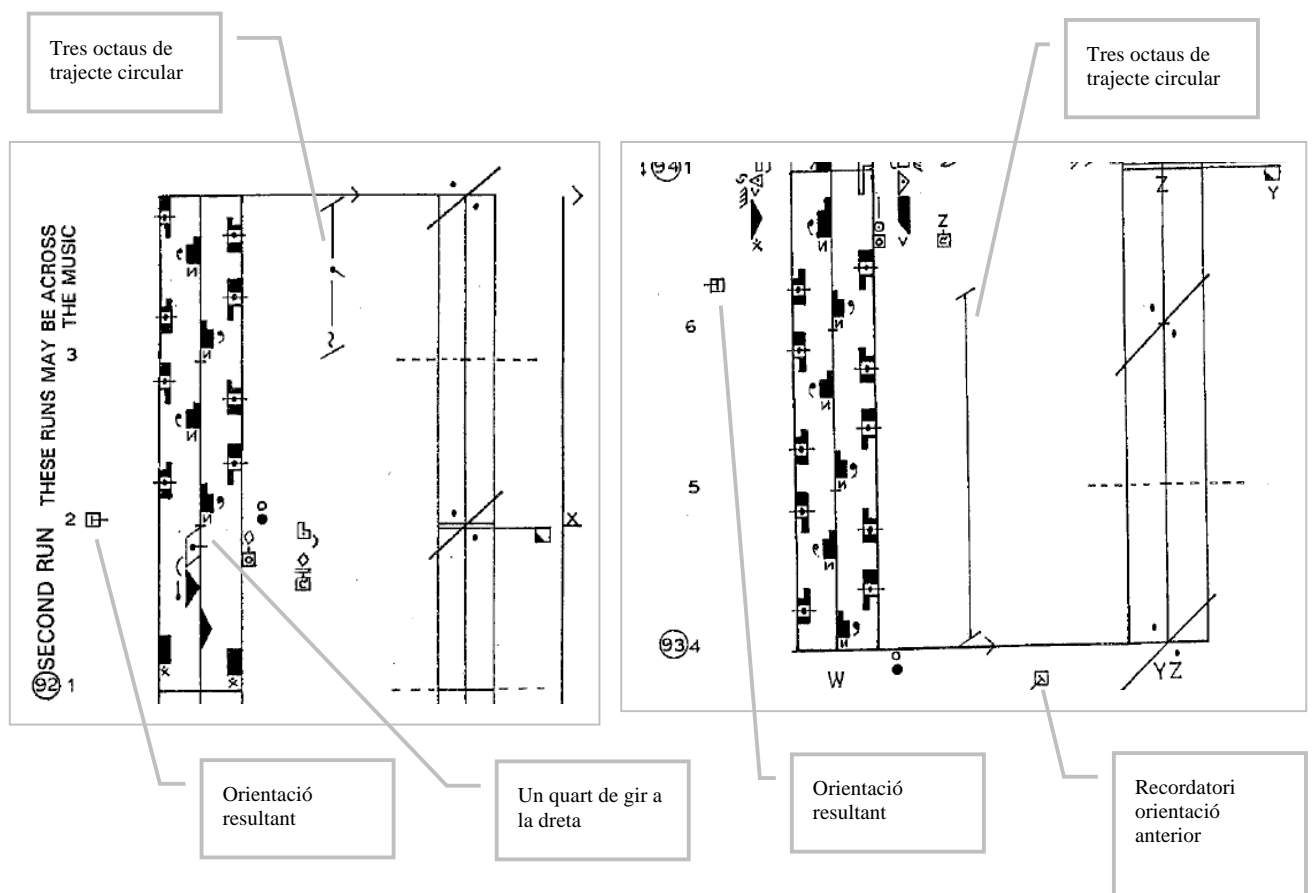 Tres octaus de
trajecte circular
Tres octaus de
trajecte circular
SECOND RUN THESE RUNS MAY BE ACROSS
THE MUSIC
3
2
92 1
X
94 1
6
5
93 4
Z
Y
Z
W
Y Z
Orientació
resultant
Un quart de gir a
la dreta
Orientació
resultant
Recordatori
orientació
anterior